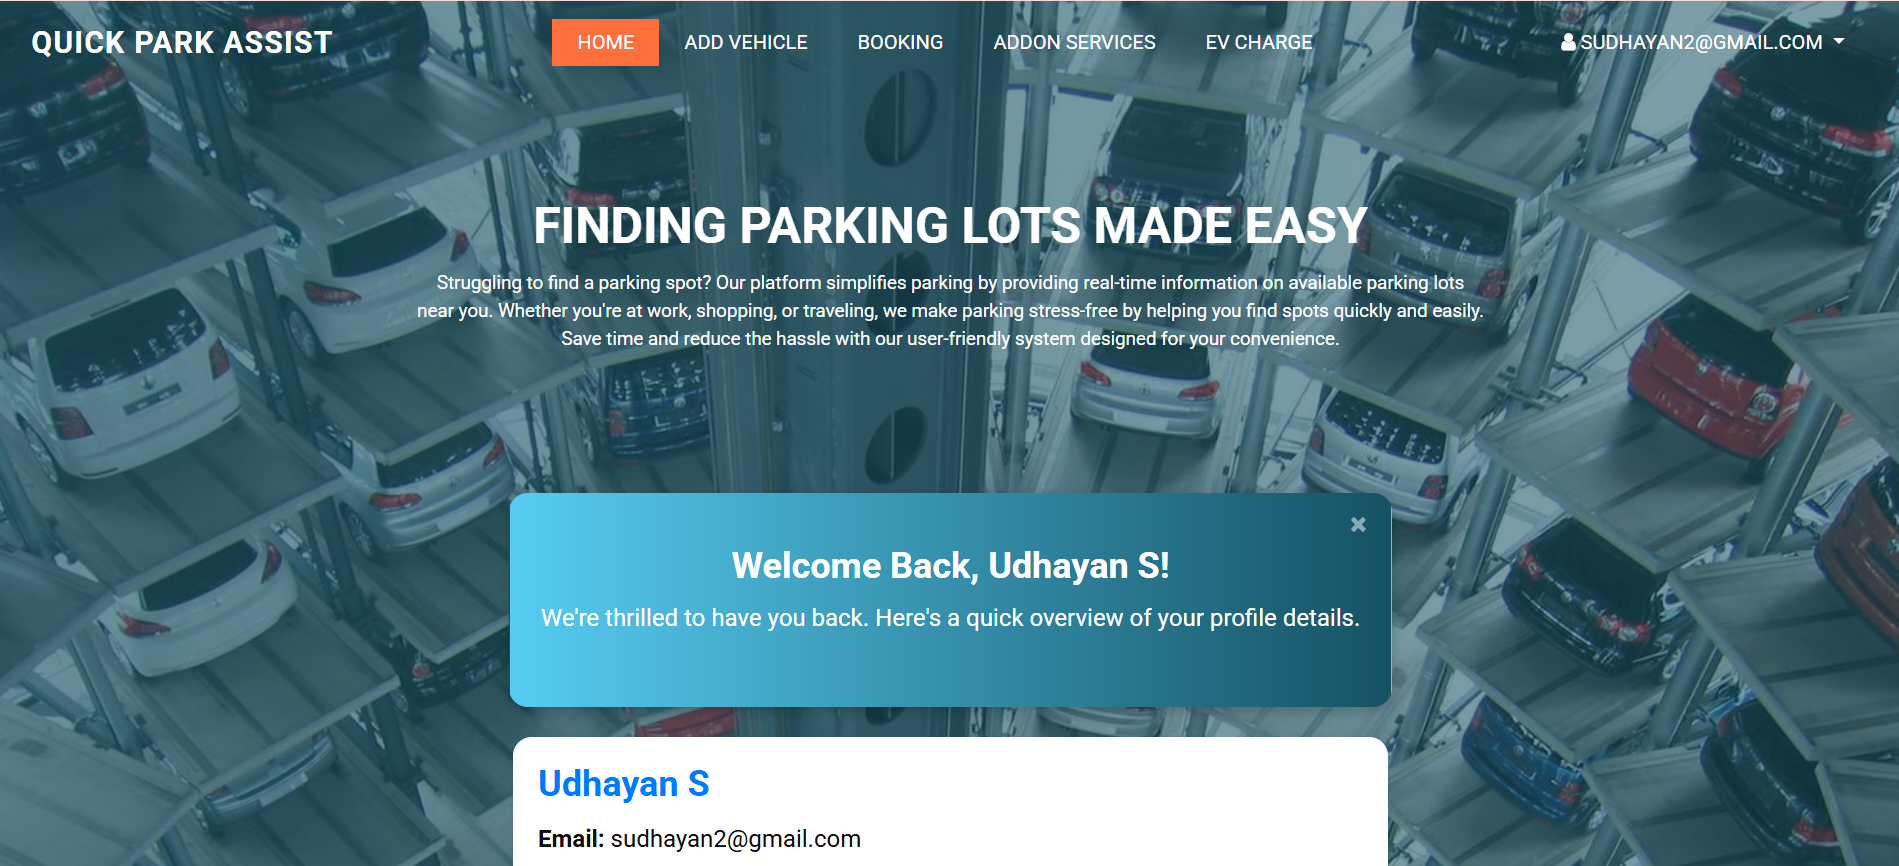 QUICK PARK ASSIST
HOME
ADD VEHICLE
BOOKING
ADDON SERVICES
EV CHARGE
SUDHAYAN2@GMAIL.COM
FINDING PARKING LOTS MADE EASY
Struggling to find a parking spot? Our platform simplifies parking by providing real-time information on available parking lots
near you. Whether you're at work, shopping, or traveling, we make parking stress-free by helping you find spots quickly and easily.
Save time and reduce the hassle with our user-friendly system designed for your convenience.
Welcome Back, Udhayan S!
We're thrilled to have you back. Here's a quick overview of your profile details.
Udhayan S
Email: sudhayan2@gmail.com